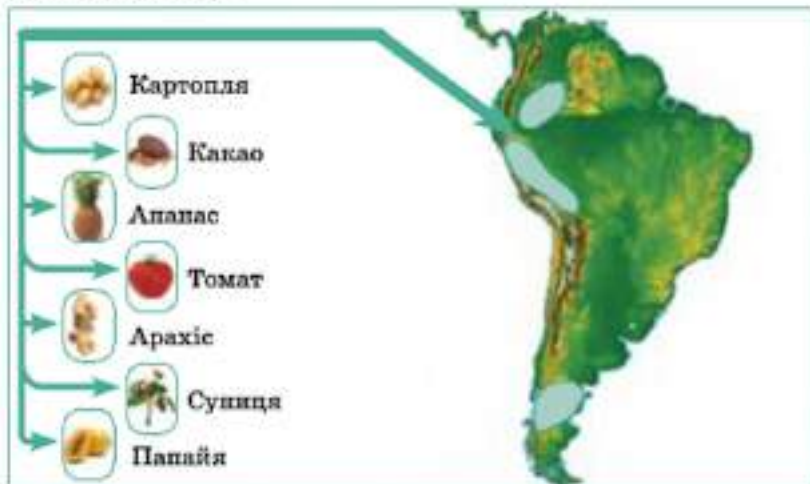 Картопля
Какао
Ананас
Томат
Арахіс
Суниця
Папайя